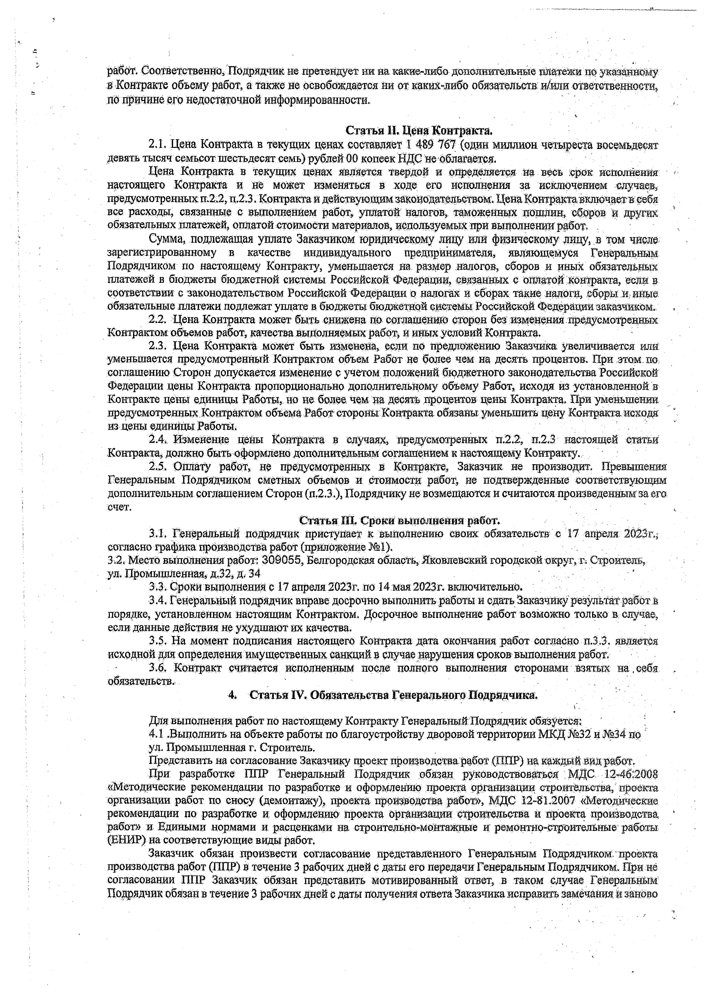 работ. Соответственно, Подрядчик не претендует ни на какие-либо дополнительные платежи по указанному
в Контракте объему работ, а также не освобождается ни от каких-либо обязательств и/или ответственности,
по причине его недостаточной информированности.
Статья II. Цена Контракта.
2.1. Цена Контракта в текущих ценах составляет 1 489 767 (один миллион четыреста восемьдесят
девять тысяч семьсот шестьдесят семь) рублей 00 копеек НДС не облагается.
Цена Контракта в текущих ценах является твердой и определяется на весь срок исполнения
настоящего Контракта и не может изменяться в ходе его исполнения за исключением случаев,
предусмотренных п.2.2, п.2.3. Контракта и действующим законодательством. Цена Контракта включает в себя
все расходы, связанные с выполнением работ, уплатой налогов, таможенных пошлин, сборов и других
обязательных платежей, оплатой стоимости материалов, используемых при выполнении работ.
Сумма, подлежащая уплате Заказчиком юридическому лицу или физическому лицу, в том числе
зарегистрированному в качестве индивидуального предпринимателя, являющемуся Генеральным
Подрядчиком по настоящему Контракту, уменьшается на размер налогов, сборов и иных обязательных
платежей в бюджеты бюджетной системы Российской Федерации, связанных с оплатой контракта, если в
соответствии с законодательством Российской Федерации о налогах и сборах такие налоги, сборы и иные
обязательные платежи подлежат уплате в бюджеты бюджетной системы Российской Федерации заказчиком.
2.2. Цена Контракта может быть снижена по соглашению сторон без изменения предусмотренных
Контрактом объемов работ, качества выполняемых работ, и иных условий Контракта.
2.3. Цена Контракта может быть изменена, если по предложению Заказчика увеличивается или
уменьшается предусмотренный Контрактом объем Работ не более чем на десять процентов. При этом по
соглашению Сторон допускается изменение с учетом положений бюджетного законодательства Российской
Федерации цены Контракта пропорционально дополнительному объему Работ, исходя из установленной в
Контракте цены единицы Работы, но не более чем на десять процентов цены Контракта. При уменьшении
предусмотренных Контрактом объема Работ стороны Контракта обязаны уменьшить цену Контракта исходя
из цены единицы Работы.
2.4. Изменение цены Контракта в случаях, предусмотренных п.2.2, п.2.3 настоящей статьи
Контракта, должно быть оформлено дополнительным соглашением к настоящему Контракту.
2.5. Оплату работ, не предусмотренных в Контракте, Заказчик не производит. Превышения
Генеральным Подрядчиком сметных объемов и стоимости работ, не подтвержденные соответствующим
дополнительным соглашением Сторон (п.2.3.), Подрядчику не возмещаются и считаются произведенным за его
счет.
Статья III. Сроки выполнения работ.
3.1. Генеральный подрядчик приступает к выполнению своих обязательств с 17 апреля 2023г.,
согласно графика производства работ (приложение №1).
3.2. Место выполнения работ: 309055, Белгородская область, Яковлевский городской округ, г. Строитель,
ул. Промышленная, д.32, д. 34
3.3. Сроки выполнения с 17 апреля 2023г. по 14 мая 2023г. включительно.
3.4. Генеральный подрядчик вправе досрочно выполнить работы и сдать Заказчику результат работ в
порядке, установленном настоящим Контрактом. Досрочное выполнение работ возможно только в случае,
если данные действия не ухудшают их качества.
3.5. На момент подписания настоящего Контракта дата окончания работ согласно п.3.3. является
исходной для определения имущественных санкций в случае нарушения сроков выполнения работ.
3.6. Контракт считается исполненным после полного выполнения сторонами взятых на себя
обязательств.
4. Статья IV. Обязательства Генерального Подрядчика.
Для выполнения работ по настоящему Контракту Генеральный Подрядчик обязуется:
4.1 .Выполнить на объекте работы по благоустройству дворовой территории МКД №32 и №34 по
ул. Промышленная г. Строитель.
Представить на согласование Заказчику проект производства работ (ППР) на каждый вид работ.
При разработке ППР Генеральный Подрядчик обязан руководствоваться МДС 12-46.2008
«Методические рекомендации по разработке и оформлению проекта организации строительства, проекта
организации работ по сносу (демонтажу), проекта производства работ», МДС 12-81.2007 «Методические
рекомендации по разработке и оформлению проекта организации строительства и проекта производства
работ» и Едиными нормами и расценками на строительно-монтажные и ремонтно-строительные работы
(ЕНИР) на соответствующие виды работ.
Заказчик обязан произвести согласование представленного Генеральным Подрядчиком проекта
производства работ (ППР) в течение 3 рабочих дней с даты его передачи Генеральным Подрядчиком. При не
согласовании ППР Заказчик обязан представить мотивированный ответ, в таком случае Генеральным
Подрядчик обязан в течение 3 рабочих дней с даты получения ответа Заказчика исправить замечания и заново